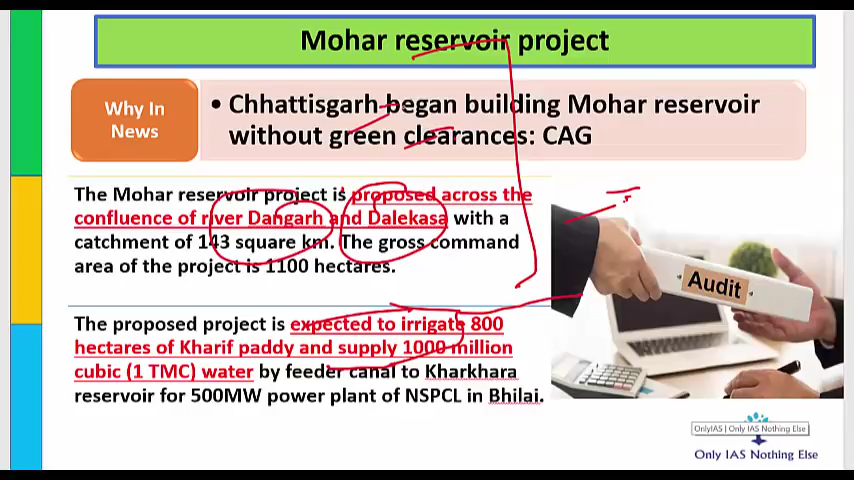 Mohar reservoir project
Why In
News
• Chhattisgarh began building Mohar reservoir
without green clearances: CAG
The Mohar reservoir project is proposed across the
confluence of river Dangarh and Dalekasa with a
catchment of 143 square km. The gross command
area of the project is 1100 hectares.
The proposed project is expected to irrigate 800
hectares of Kharif paddy and supply 1000 million
cubic (1 TMC) water by feeder canal to Kharkhara
reservoir for 500MW power plant of NSPCL in Bhilai.
Audit
OnlyIAS | Only IAS Nothing Else
Only IAS Nothing Else